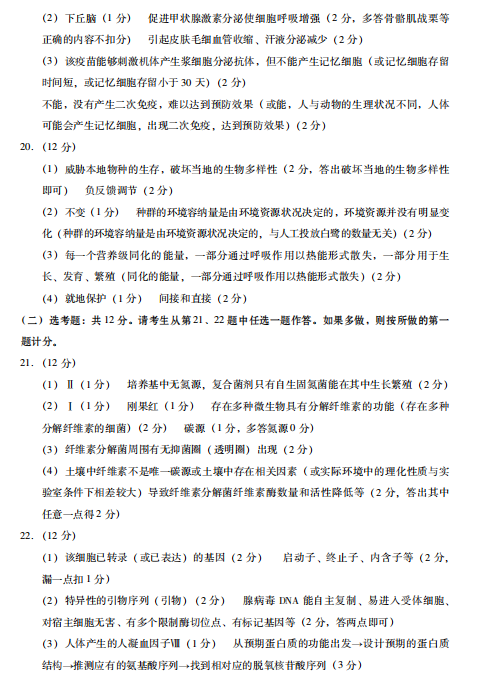 （2）下丘脑（1 分）　促进甲状腺激素分泌使细胞呼吸增强（2 分，多答骨骼肌战栗等
正确的内容不扣分）　引起皮肤毛细血管收缩、汗液分泌减少（2 分）
（3）该疫苗能够刺激机体产生浆细胞分泌抗体，但不能产生记忆细胞（或记忆细胞存留
时间短，或记忆细胞存留小于 30 天）（2 分）
不能，没有产生二次免疫，难以达到预防效果（或能，人与动物的生理状况不同，人体
可能会产生记忆细胞，出现二次免疫，达到预防效果）（2 分）
20．（12 分）
（1）威胁本地物种的生存，破坏当地的生物多样性（2 分，答出破坏当地的生物多样性
即可）　负反馈调节（2 分）
（2）不变（1 分）　种群的环境容纳量是由环境资源状况决定的，环境资源并没有明显变
化（种群的环境容纳量是由环境资源状况决定的，与人工投放白鹭的数量无关）（2 分）
（3）每一个营养级同化的能量，一部分通过呼吸作用以热能形式散失，一部分用于生
长、发育、繁殖（同化的能量，一部分通过呼吸作用以热能形式散失）（2 分）
（4）就地保护（1 分）　间接和直接（2 分）
（二）选考题：共 12 分。请考生从第 21、22 题中任选一题作答。如果多做，则按所做的第一
题计分。
21．（12 分）
（1）Ⅱ（1 分）　培养基中无氮源，复合菌剂只有自生固氮菌能在其中生长繁殖（2 分）
（2）Ⅰ（1 分）　刚果红（1 分）　存在多种微生物具有分解纤维素的功能（存在多种
分解纤维素的细菌）（2 分）　碳源（1 分，多答氮源 0 分）
（3）纤维素分解菌周围有无抑菌圈（透明圈）出现（2 分）
（4）土壤中纤维素不是唯一碳源或土壤中存在相关因素（或实际环境中的理化性质与实
验室条件下相差较大）导致纤维素分解菌纤维素酶数量和活性降低等（2 分，答出其中
任意一点得 2 分）
22．（12 分）
（1）该细胞已转录（或已表达）的基因（2 分）　启动子、终止子、内含子等（2 分，
漏一点扣 1 分）
（2）特异性的引物序列（引物）（2 分）　腺病毒 DNA 能自主复制、易进入受体细胞、
对宿主细胞无害、有多个限制酶切位点、有标记基因等（2 分，答两点即可）
（3）人体产生的人凝血因子Ⅷ（1 分）　从预期蛋白质的功能出发→设计预期的蛋白质
结构→推测应有的氨基酸序列→找到相对应的脱氧核苷酸序列（3 分）